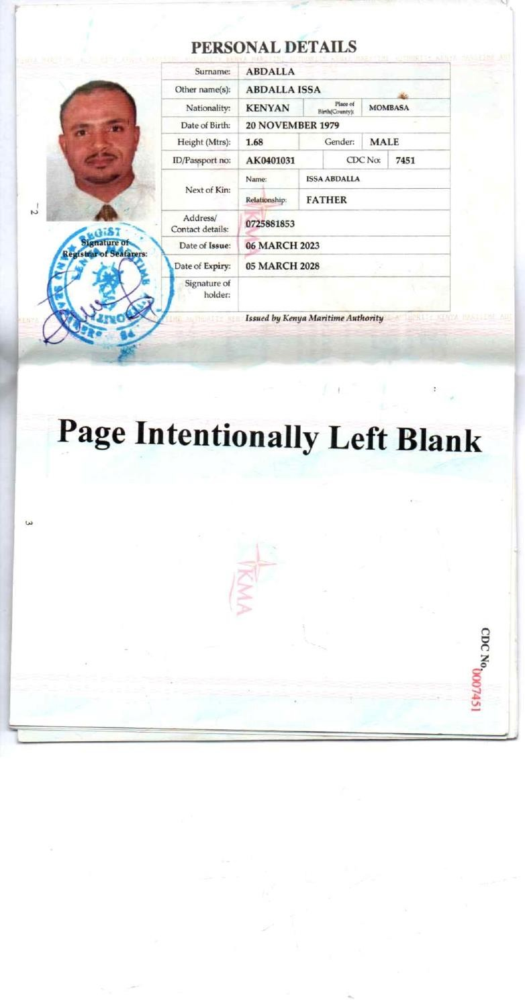 PERSONAL DETAILS
Surname: ABDALLA
Other name(s): ABDALLA ISSA
Nationality: KENYAN Place of Birth(County): MOMBASA
Date of Birth: 20 NOVEMBER 1979
Height (Mtrs): 1.68 Gender: MALE
ID/Passport no: AK0401031 CDC No: 7451
Next of Kin: Name: ISSA ABDALLA
Relationship: FATHER
Address/
Contact details: 0725881853
Date of Issue: 06 MARCH 2023
Date of Expiry: 05 MARCH 2028
Signature of
holder:
Issued by Kenya Maritime Authority
Signature of
Registrar of Seafarers:
KMA
2
Page Intentionally Left Blank
3
KMA
CDC No. 0007451